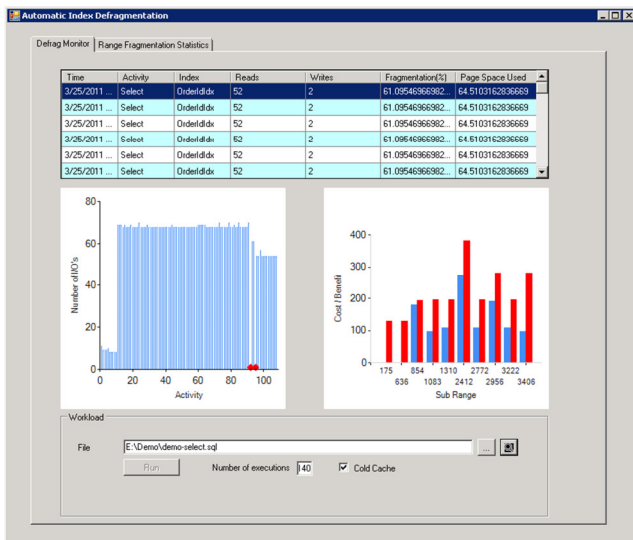 Automatic Index Defragmentation
Defrag Monitor Range Fragmentation Statistics
Time Activity Index Reads Writes Fragmentation(%) Page Space Used
3/25/2011 ... Select OrderIdIdx 52 2 61.09546966982... 64.5103162836669
3/25/2011 ... Select OrderIdIdx 52 2 61.09546966982... 64.5103162836669
3/25/2011 ... Select OrderIdIdx 52 2 61.09546966982... 64.5103162836669
3/25/2011 ... Select OrderIdIdx 52 2 61.09546966982... 64.5103162836669
3/25/2011 ... Select OrderIdIdx 52 2 61.09546966982... 64.5103162836669
3/25/2011 ... Select OrderIdIdx 52 2 61.09546966982... 64.5103162836669
80
60
40
20
0
Number of I/O's
0 20 40 60 80 100
Activity
400
300
200
100
0
Cost / Benefi
175 854 1310 2772 3222
636 1083 2412 2956 3406
Sub Range
Workload
File E:\Demo\demo-select.sql ...
Run Number of executions 140 Cold Cache